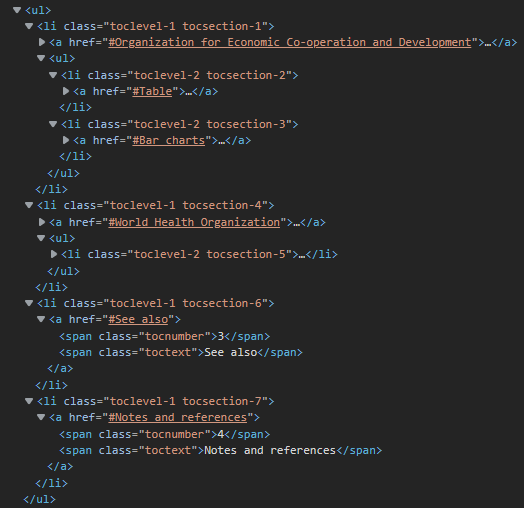 <ul>
<li class="toclevel-1 tocsection-1">
<a href="#Organization for Economic Co-operation and Development">…</a>
<ul>
<li class="toclevel-2 tocsection-2">
<a href="#Table">…</a>
</li>
<li class="toclevel-2 tocsection-3">
<a href="#Bar charts">…</a>
</li>
</ul>
</li>
<li class="toclevel-1 tocsection-4">
<a href="#World Health Organization">…</a>
<ul>
<li class="toclevel-2 tocsection-5">…</li>
</ul>
</li>
<li class="toclevel-1 tocsection-6">
<a href="#See also">
<span class="tocnumber">3</span>
<span class="toctext">See also</span>
</a>
</li>
<li class="toclevel-1 tocsection-7">
<a href="#Notes and references">
<span class="tocnumber">4</span>
<span class="toctext">Notes and references</span>
</a>
</li>
</ul>